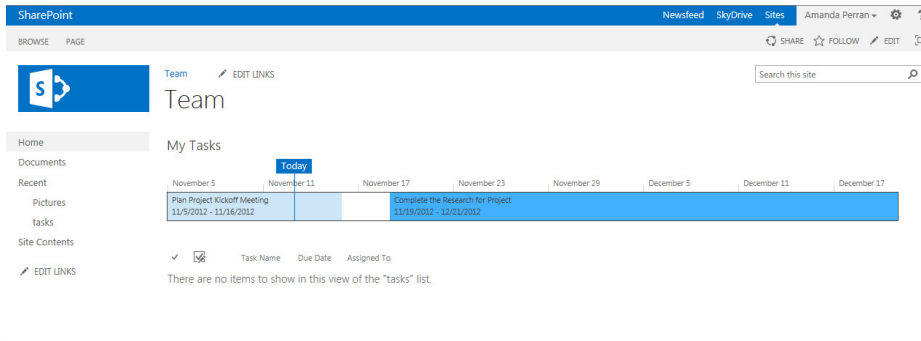 SharePoint
Newsfeed SkyDrive Sites Amanda Perran
BROWSE PAGE
SHARE FOLLOW EDIT
S
Team EDIT LINKS
Search this site
Team
Home
Documents
Recent
Pictures
tasks
Site Contents
EDIT LINKS
My Tasks
Today
November 5 November 11 November 17 November 23 November 29 December 5 December 11 December 17
Plan Project Kickoff Meeting
11/5/2012 - 11/16/2012
Complete the Research for Project
11/19/2012 - 12/21/2012
Task Name Due Date Assigned To
There are no items to show in this view of the "tasks" list.